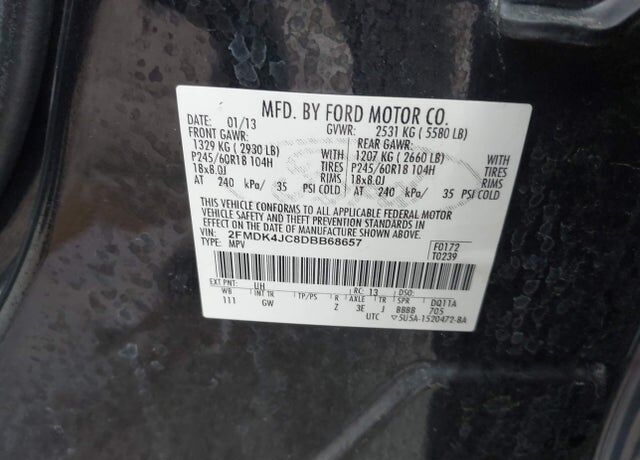 MFD. BY FORD MOTOR CO.
DATE: 01/13 GVWR: 2531 KG ( 5580 LB)
FRONT GAWR: REAR GAWR:
1329 KG ( 2930 LB) WITH 1207 KG ( 2660 LB) WITH
P245/60R18 104H TIRES P245/60R18 104H TIRES
18x8.0J RIMS 18x8.0J RIMS
AT 240 kPa/ 35 PSI COLD AT 240 kPa/ 35 PSI COLD
THIS VEHICLE CONFORMS TO ALL APPLICABLE FEDERAL MOTOR
VEHICLE SAFETY AND THEFT PREVENTION STANDARDS IN
EFFECT ON THE DATE OF MANUFACTURE SHOWN ABOVE.
VIN: 2FMDK4JC8DBB68657 F0172
TYPE: MPV T0239
EXT PNT: UH RC: 13 DSO:
WB INT TR TP/PS R AXLE TR SPR DQ11A
111 GW Z 3E J BBBB 705
UTC 5U5A-1520472-BA